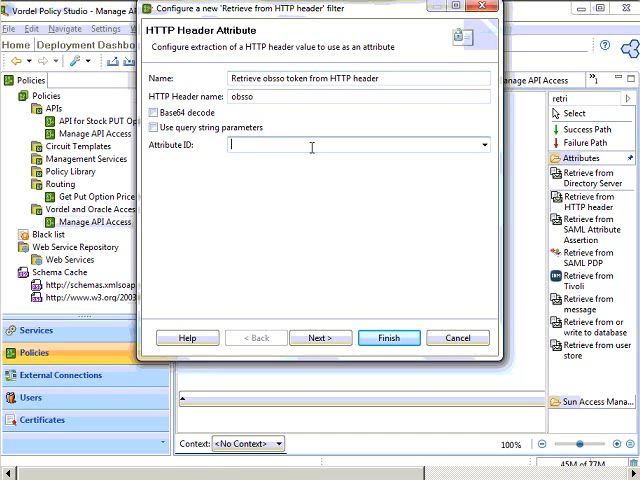 Vordel Policy Studio - Manage AP
Configure a new 'Retrieve from HTTP header' filter
File Edit
Home Deployment Dashbo
HTTP Header Attribute
Configure extraction of a HTTP header value to use as an attribute
Policies
anage API Access
»1
Name: Retrieve obsso token from HTTP header
HTTP Header name: obsso
Base64 decode
Use query string parameters
Attribute ID:
Policies
APIs
API for Stock PUT Op
Manage API Access
Circuit Templates
Management Services
Policy Library
Routing
Get Put Option Price
Vordel and Oracle Acces
Manage API Access
Black list
Web Service Repository
Web Services
Schema Cache
http://schemas.xmlsoap
http://www.w3.org/2003
Services
Policies
External Connections
Users
Certificates
Help
< Back
Next >
Finish
Cancel
retri
Select
Success Path
Failure Path
Attributes
Retrieve from
Directory Server
Retrieve from
HTTP header
Retrieve from
SAML Attribute
Assertion
Retrieve from
SAML PDP
Retrieve from
Tivoli
Retrieve from
message
Retrieve from or
write to database
Retrieve from user
store
Sun Access Mana...
Context: <No Context>
100%
45M of 77M